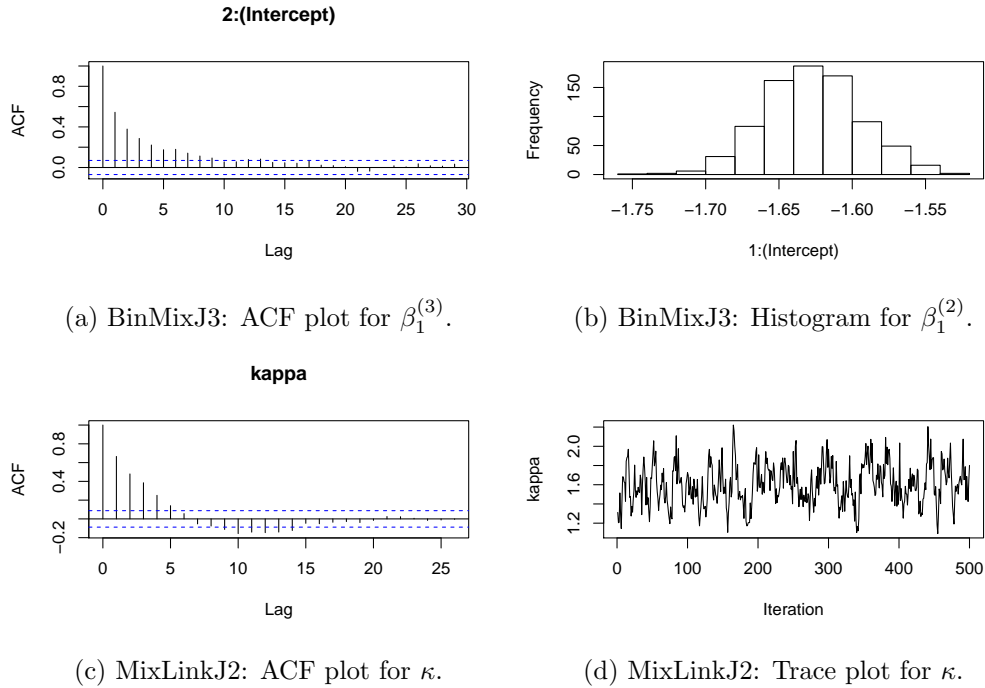 2:(Intercept)
ACF
0.0 0.4 0.8
0 5 10 15 20 25 30
Lag
Frequency
0 50 150
−1.75 −1.70 −1.65 −1.60 −1.55
1:(Intercept)
(a) BinMixJ3: ACF plot for β₁⁽³⁾.
(b) BinMixJ3: Histogram for β₁⁽²⁾.
kappa
ACF
−0.2 0.4 0.8
0 5 10 15 20 25
Lag
kappa
1.2 1.6 2.0
0 100 200 300 400 500
Iteration
(c) MixLinkJ2: ACF plot for κ.
(d) MixLinkJ2: Trace plot for κ.